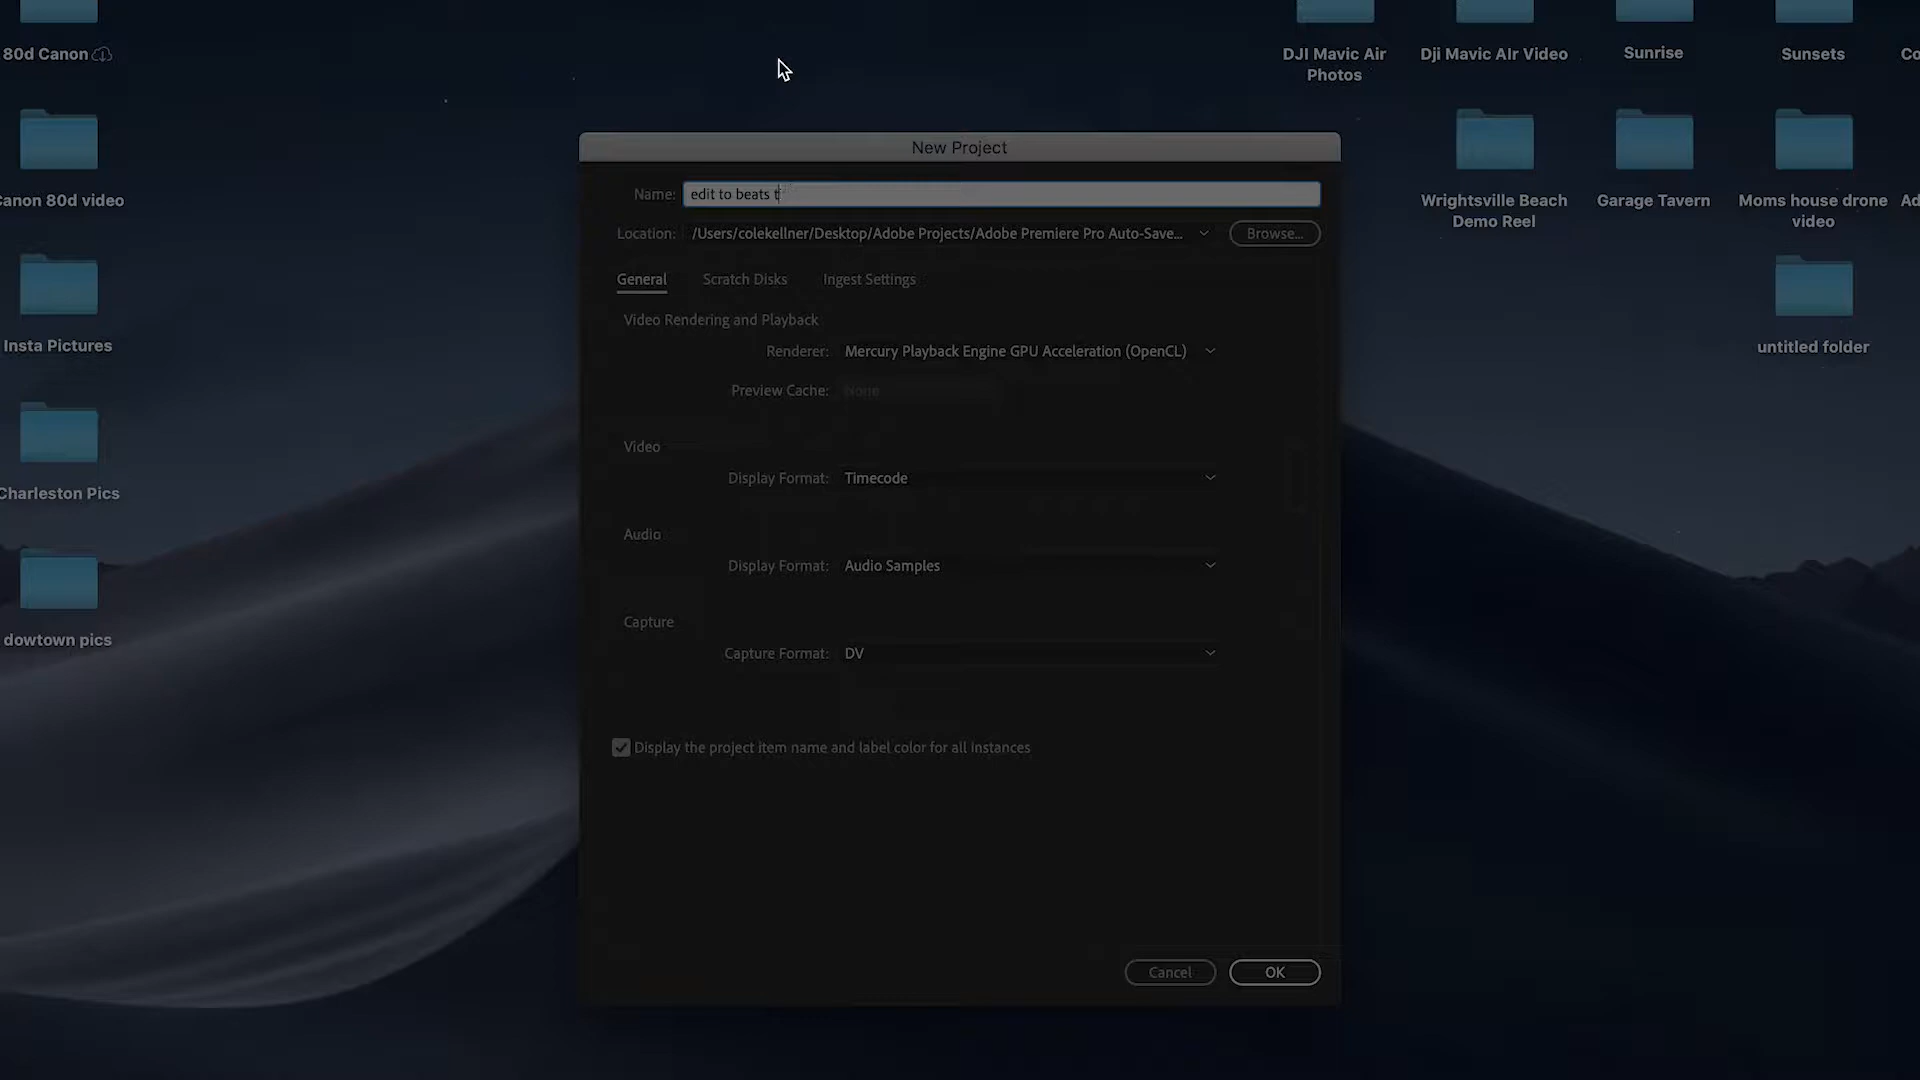 80d Canon
DJI Mavic Air
Photos
Dji Mavic AIr Video
Sunrise
Sunsets
anon 80d video
Wrightsville Beach
Demo Reel
Garage Tavern
Moms house drone
video
Insta Pictures
untitled folder
Charleston Pics
dowtown pics
New Project
Name: edit to beats t
Location: /Users/colekellner/Desktop/Adobe Projects/Adobe Premiere Pro Auto-Save... Browse...
General Scratch Disks Ingest Settings
Video Rendering and Playback
Renderer: Mercury Playback Engine GPU Acceleration (OpenCL)
Preview Cache: None
Video
Display Format: Timecode
Audio
Display Format: Audio Samples
Capture
Capture Format: DV
Display the project item name and label color for all instances
Cancel OK